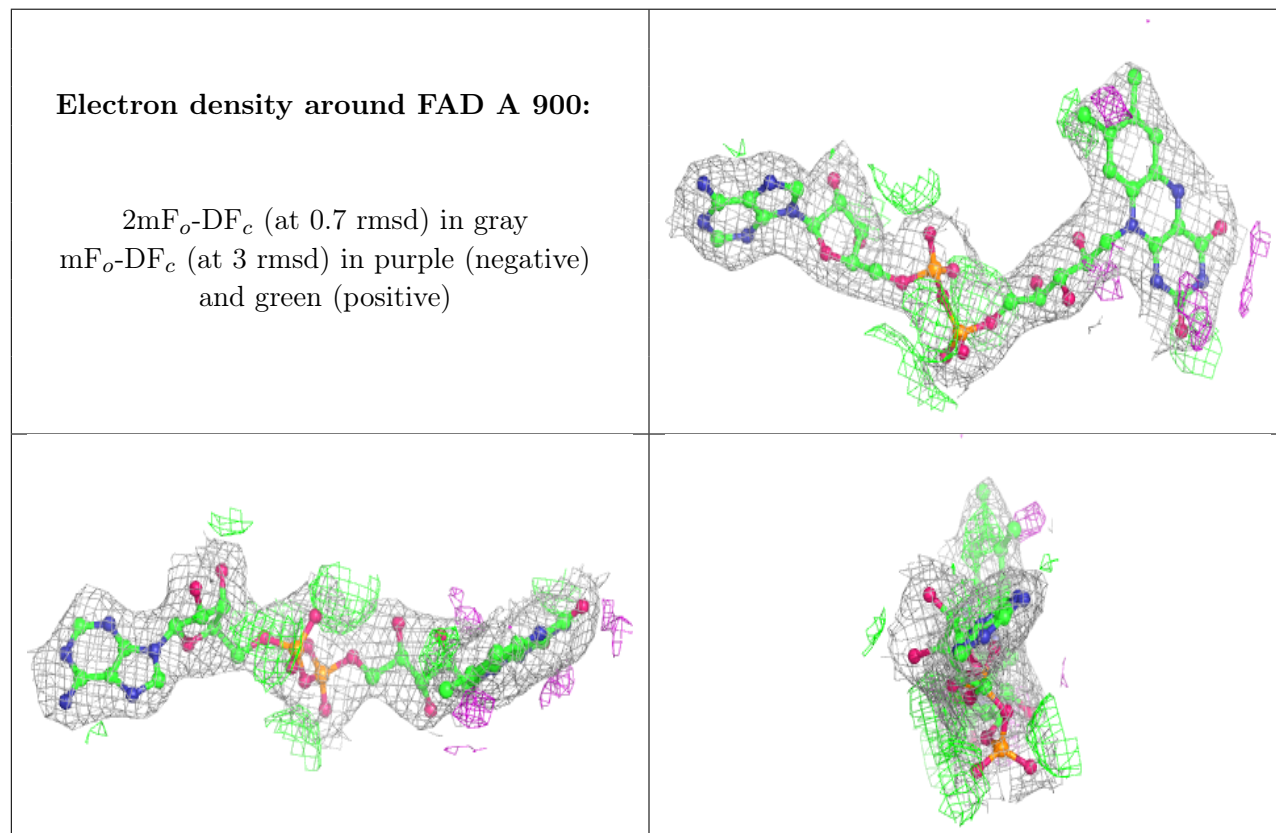 Electron density around FAD A 900:
2mFo-DFc (at 0.7 rmsd) in gray
mFo-DFc (at 3 rmsd) in purple (negative)
and green (positive)